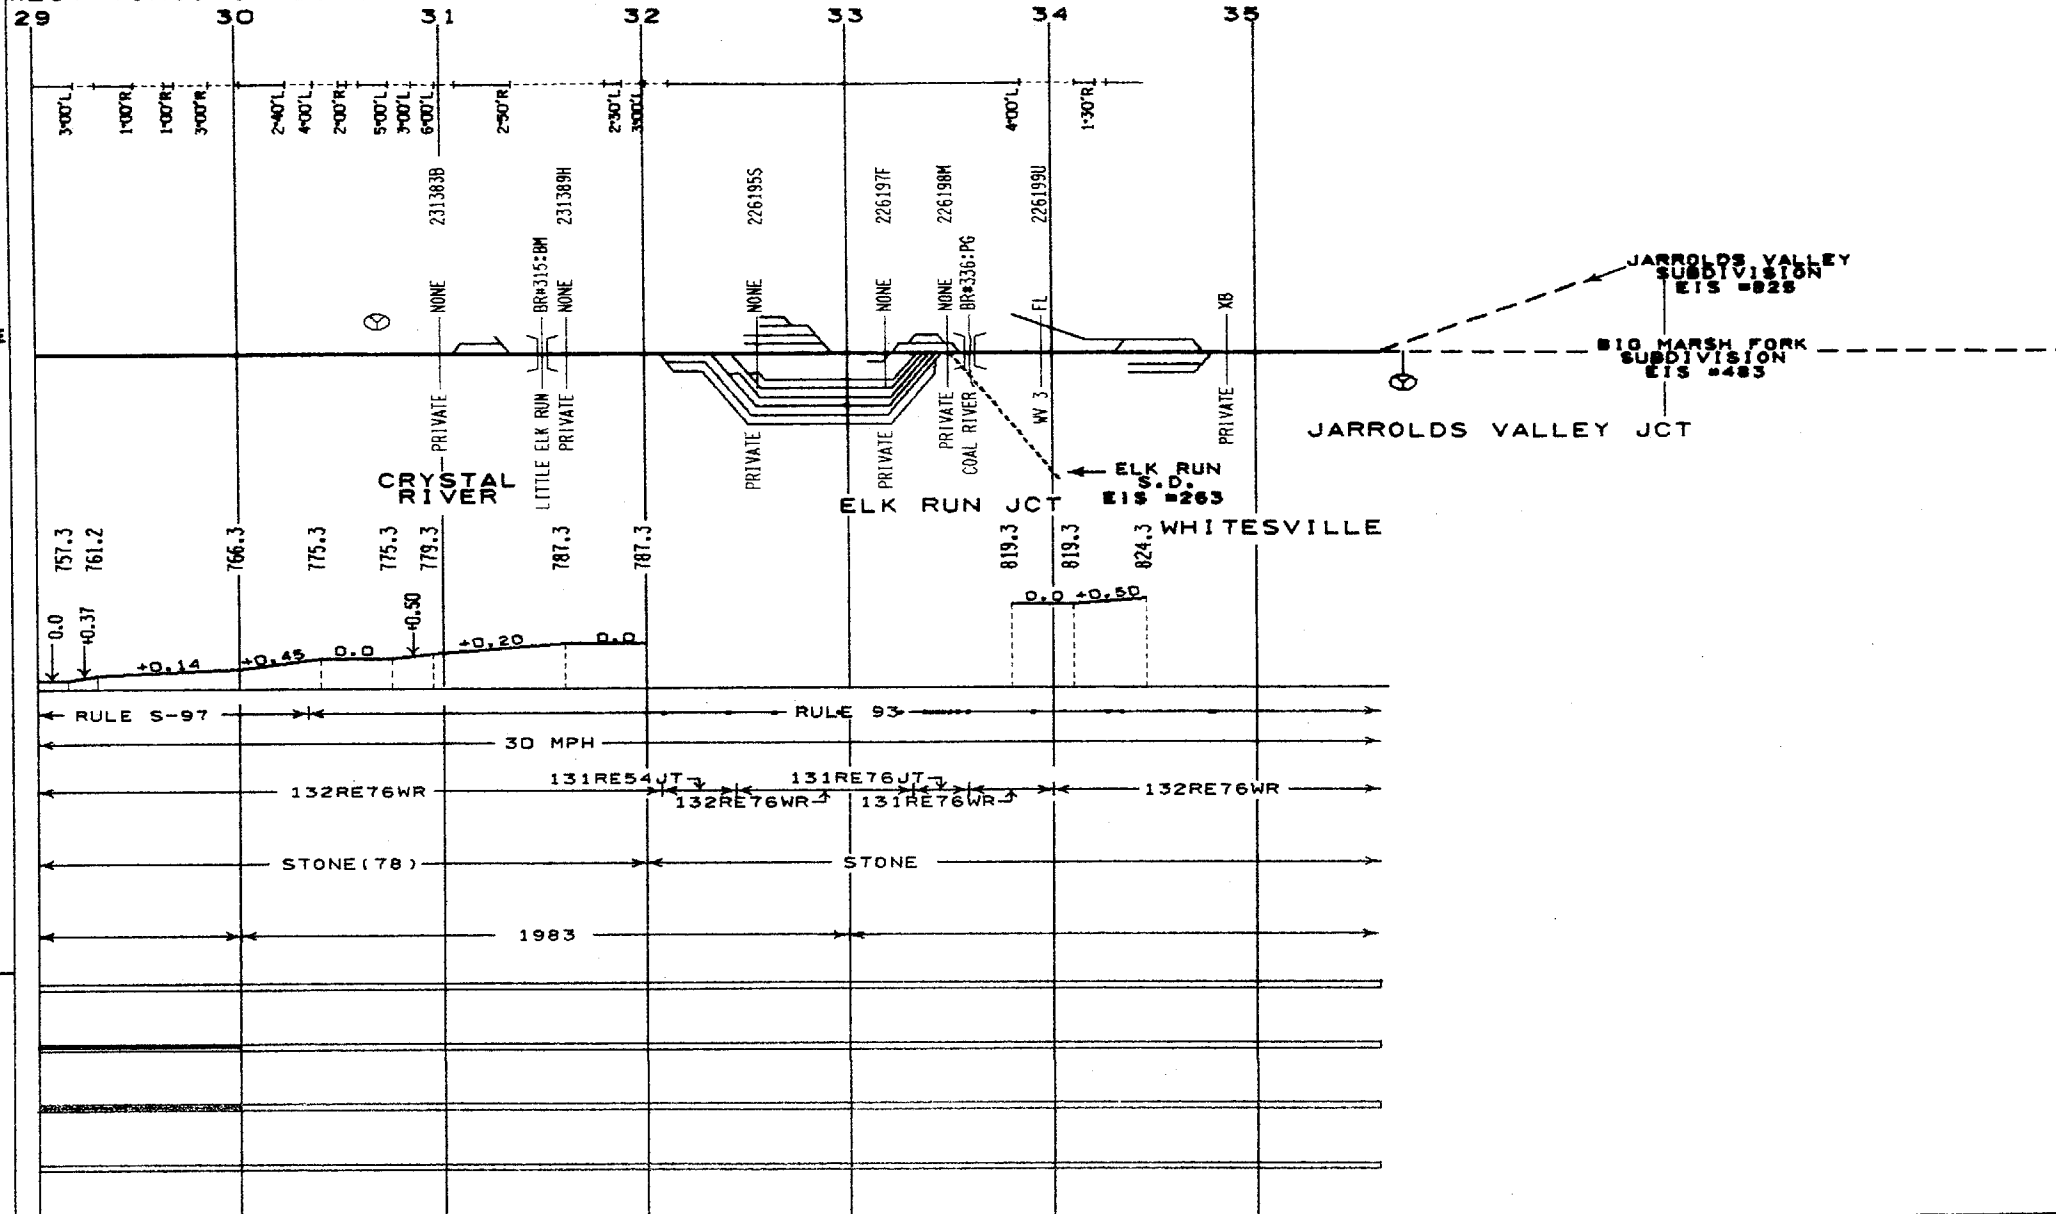 29 30 31 32 33 34 35
3°00'L 1°00'R 1°00'R 3°00'R 2°40'L 4°00'L 2°00'R 5°00'L 3°00'L 6°00'L 2°50'R 2°30'L 3°00'L 4°00'L 1°30'R
231383B 231389H 226195S 226197F 226198M 226199U
NONE BR#315:BM NONE NONE NONE NONE BR#336:PG FL XB
JARROLDS VALLEY
SUBDIVISION
EIS #825
BIG MARSH FORK
SUBDIVISION
EIS #483
PRIVATE LITTLE ELK RUN PRIVATE PRIVATE PRIVATE PRIVATE COAL RIVER WV 3 PRIVATE
JARROLDS VALLEY JCT
CRYSTAL
RIVER
ELK RUN
S.D.
EIS #263
ELK RUN JCT
WHITESVILLE
757.3 761.2 766.3 775.3 775.3 779.3 787.3 787.3 819.3 819.3 824.3
0.0 +0.37 +0.14 +0.45 0.0 +0.50 +0.20 0.0 0.0 +0.50
RULE S-97 RULE 93
30 MPH
131RE54JT 131RE76JT
132RE76WR 132RE76WR 131RE76WR 132RE76WR
STONE(78) STONE
1983